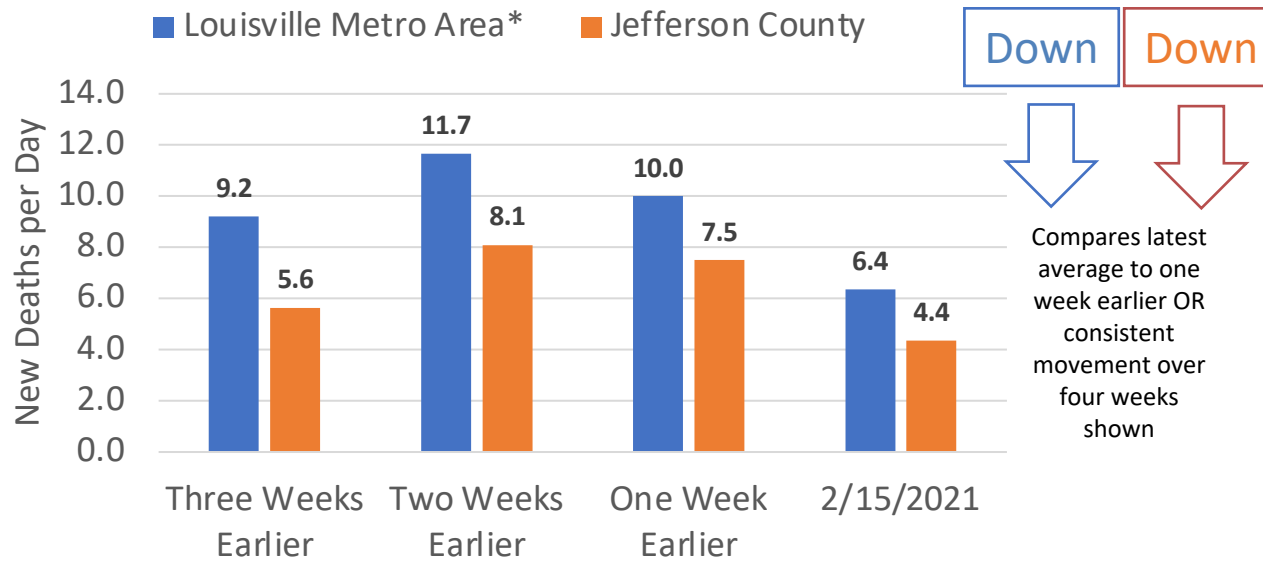 Louisville Metro Area*
Jefferson County
Down
Down
New Deaths per Day
14.0
12.0
10.0
8.0
6.0
4.0
2.0
0.0
9.2
5.6
11.7
8.1
10.0
7.5
6.4
4.4
Three Weeks
Earlier
Two Weeks
Earlier
One Week
Earlier
2/15/2021
Compares latest
average to one
week earlier OR
consistent
movement over
four weeks
shown